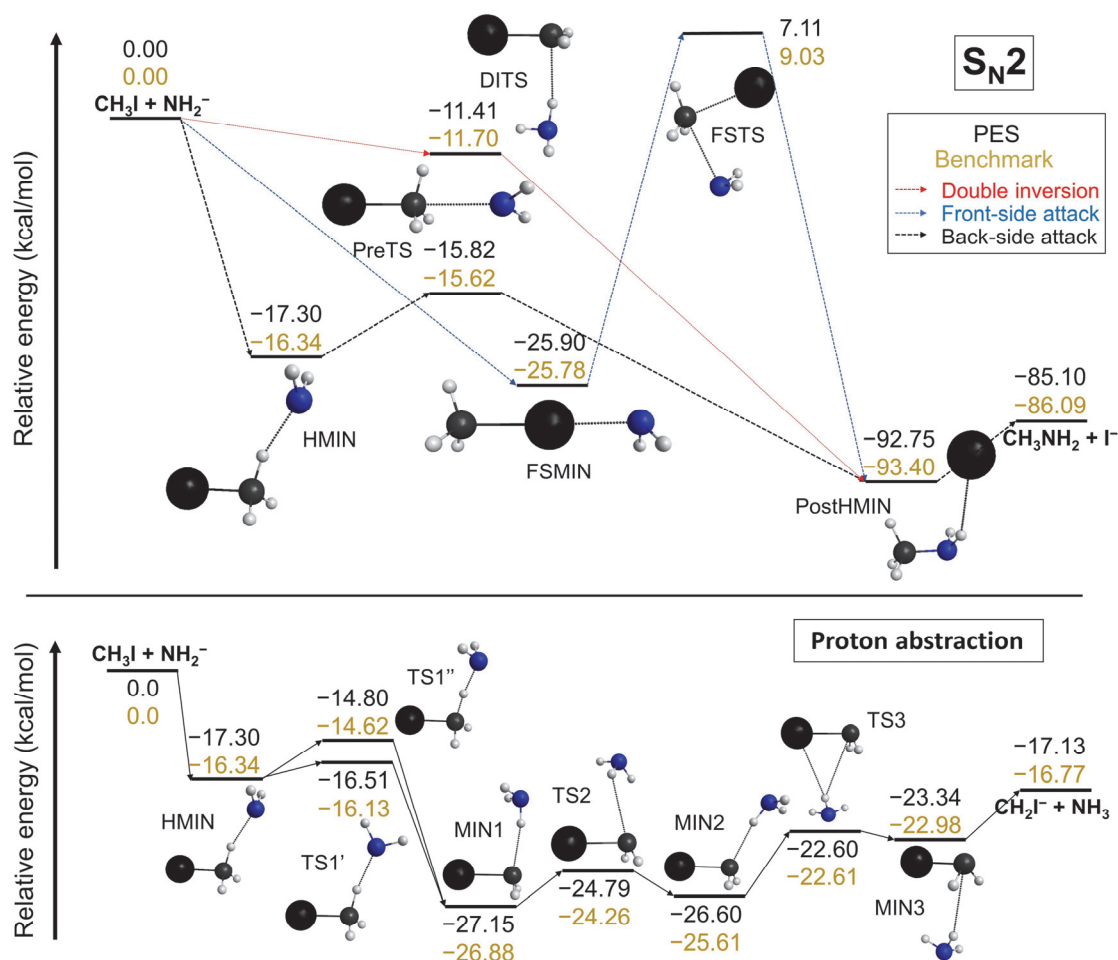 Relative energy (kcal/mol)
0.00
0.00
CH₃I + NH₂⁻
DITS
−11.41
−11.70
7.11
9.03
FSTS
SN2
PES
Benchmark
Double inversion
Front-side attack
Back-side attack
PreTS
−15.82
−15.62
−17.30
−16.34
HMIN
−25.90
−25.78
FSMIN
−92.75
−93.40
PostHMIN
−85.10
−86.09
CH₃NH₂ + I⁻
Relative energy (kcal/mol)
Proton abstraction
CH₃I + NH₂⁻
0.0
0.0
−17.30
−16.34
HMIN
TS1″
−14.80
−14.62
−16.51
−16.13
TS1′
MIN1
−27.15
−26.88
TS2
−24.79
−24.26
MIN2
−26.60
−25.61
TS3
−22.60
−22.61
−23.34
−22.98
MIN3
−17.13
−16.77
CH₂I⁻ + NH₃